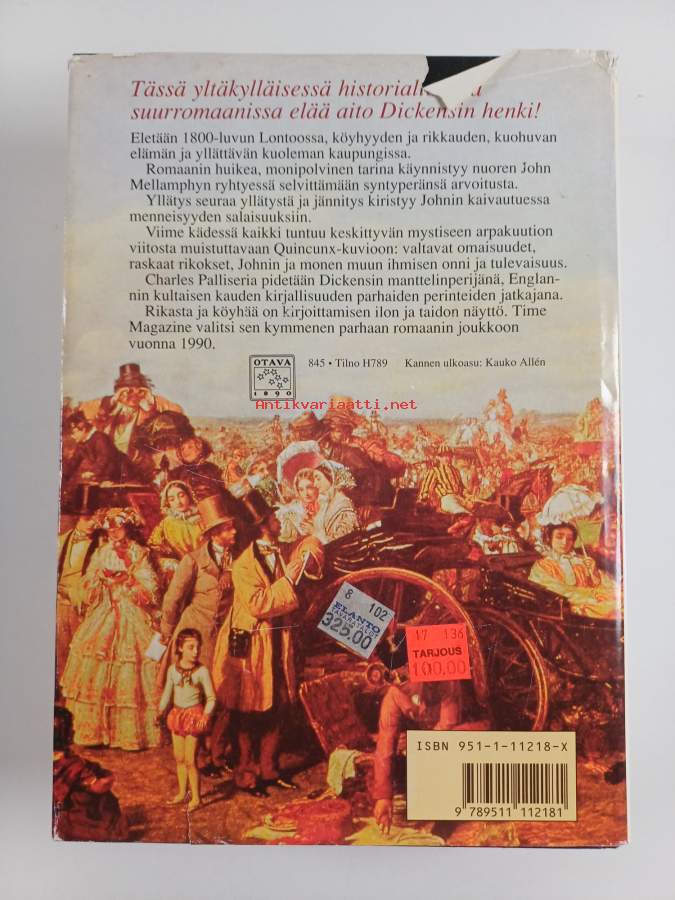 Tässä yltäkylläisessä
suurromaanissa elää aito Dickensin henki!
Eletään 1800-luvun Lontoossa, köyhyyden ja rikkauden, kuohuvan
elämän ja yllättävän kuoleman kaupungissa.
Romaanin huikea, monipolvinen tarina käynnistyy nuoren John
Mellamphyn ryhtyessä selvittämään syntyperänsä arvoitusta.
Yllätys seuraa yllätystä ja jännitys kiristyy Johnin kaivautuessa
menneisyyden salaisuuksiin.
Viime kädessä kaikki tuntuu keskittyvän mystiseen arpakuution
viitosta muistuttavaan Quincunx-kuvioon: valtavat omaisuudet,
raskaat rikokset, Johnin ja monen muun ihmisen onni ja tulevaisuus.
Charles Palliseria pidetään Dickensin manttelinperijänä, Englan-
nin kultaisen kauden kirjallisuuden parhaiden perinteiden jatkajana.
Rikasta ja köyhää on kirjoittamisen ilon ja taidon näyttö. Time
Magazine valitsi sen kymmenen parhaan romaanin joukkoon
vuonna 1990.
OTAVA
1890
845 • Tilno H789 Kannen ulkoasu: Kauko Allén
Antikvariaatti.net
8 102
ELANTO
325.00
17 136
TARJOUS
100,00
ISBN 951-1-11218-X
9 789511 112181